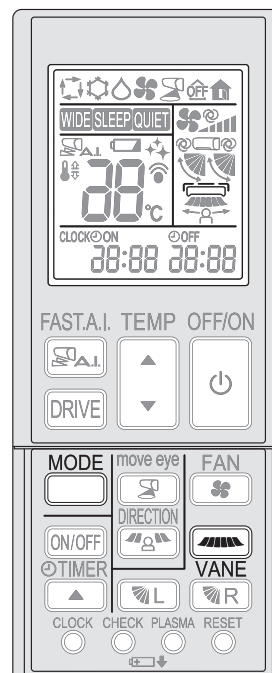 OFF
WIDE SLEEP QUIET
A.I.
88°C
CLOCK ON OFF
88:88 88:88
FAST.A.I. TEMP OFF/ON
A.I.
DRIVE
MODE move eye FAN
DIRECTION
ON/OFF
TIMER VANE
L R
CLOCK CHECK PLASMA RESET